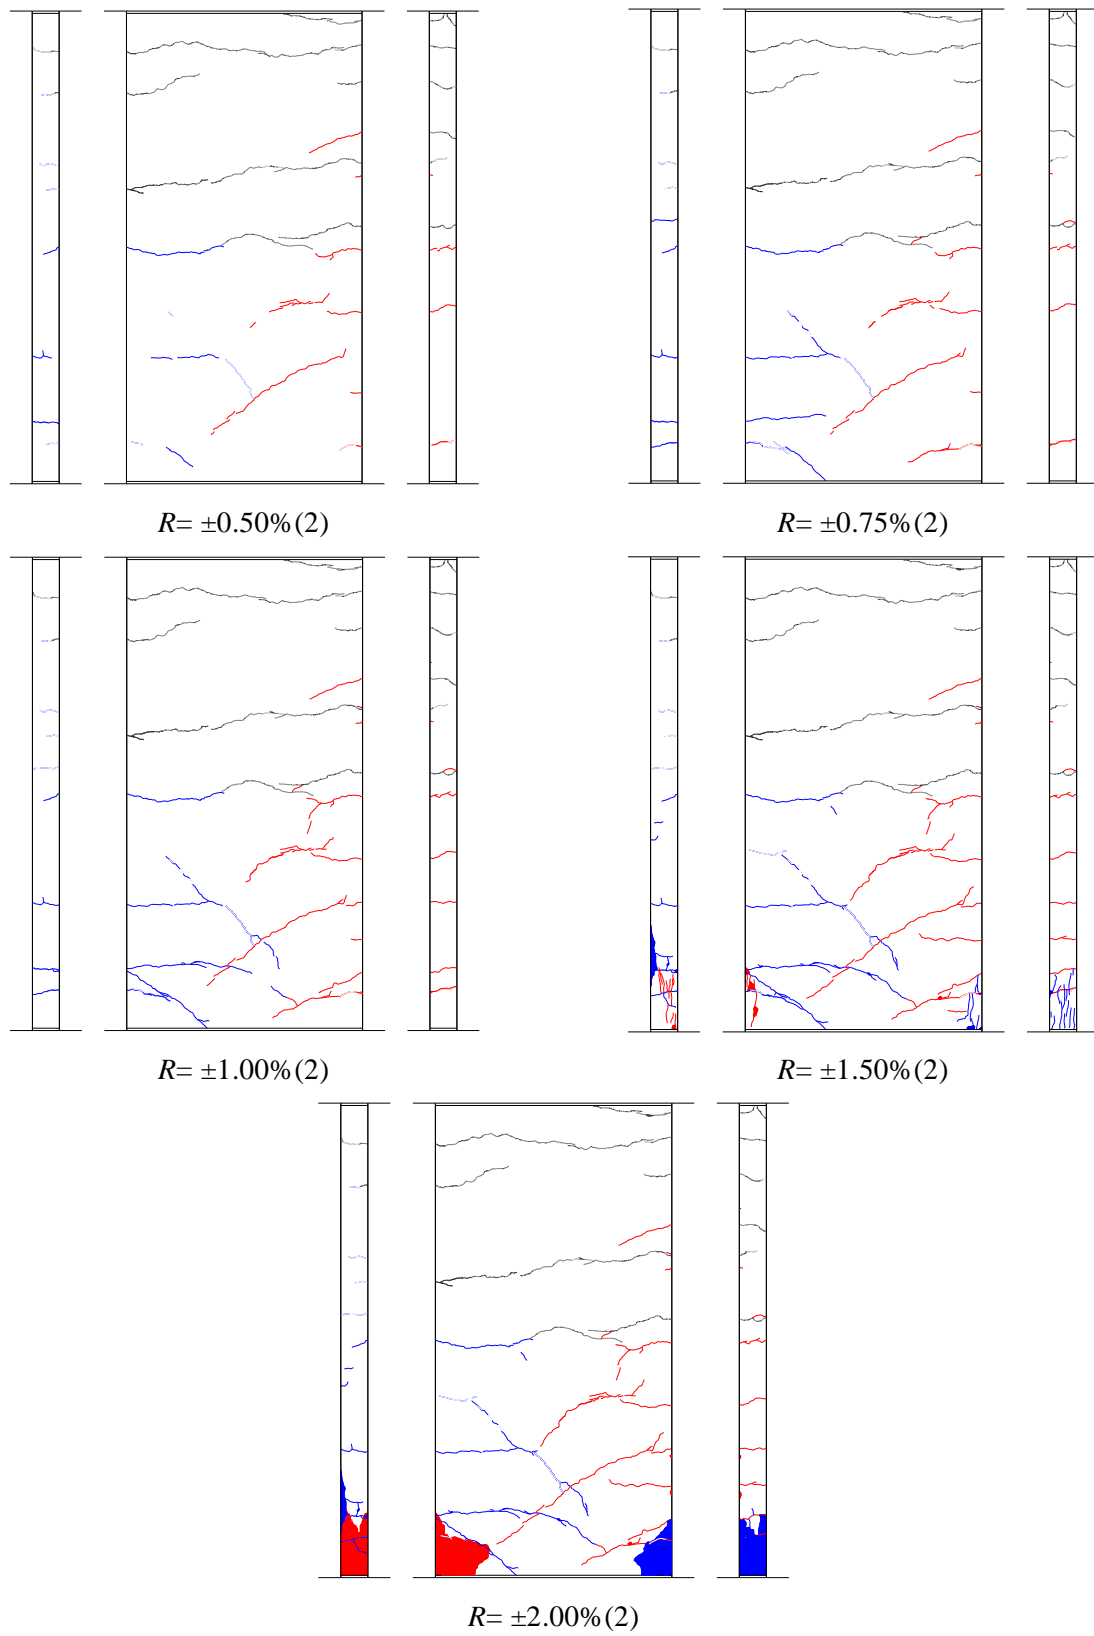 R= ±0.50%(2)
R= ±0.75%(2)
R= ±1.00%(2)
R= ±1.50%(2)
R= ±2.00%(2)